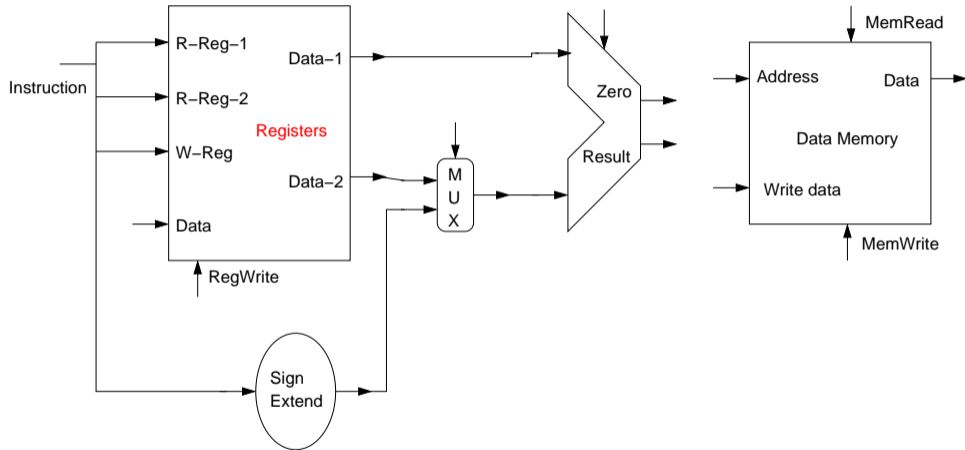 Instruction
R-Reg-1
R-Reg-2
W-Reg
Data
Registers
Data-1
Data-2
RegWrite
Sign
Extend
M
U
X
Zero
Result
MemRead
Address
Data
Data Memory
Write data
MemWrite